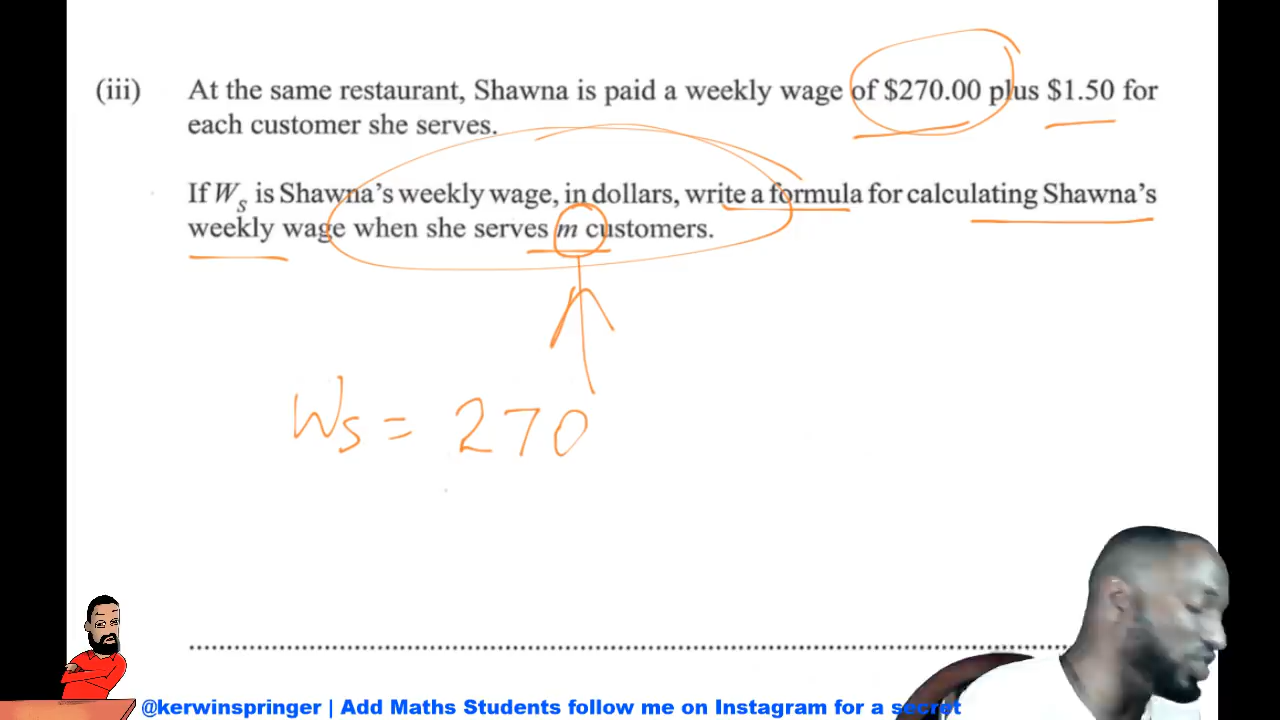 (iii) At the same restaurant, Shawna is paid a weekly wage of $270.00 plus $1.50 for
each customer she serves.
If Ws is Shawna's weekly wage, in dollars, write a formula for calculating Shawna's
weekly wage when she serves m customers.
Ws = 270
@kerwinspringer | Add Maths Students follow me on Instagram for a secret